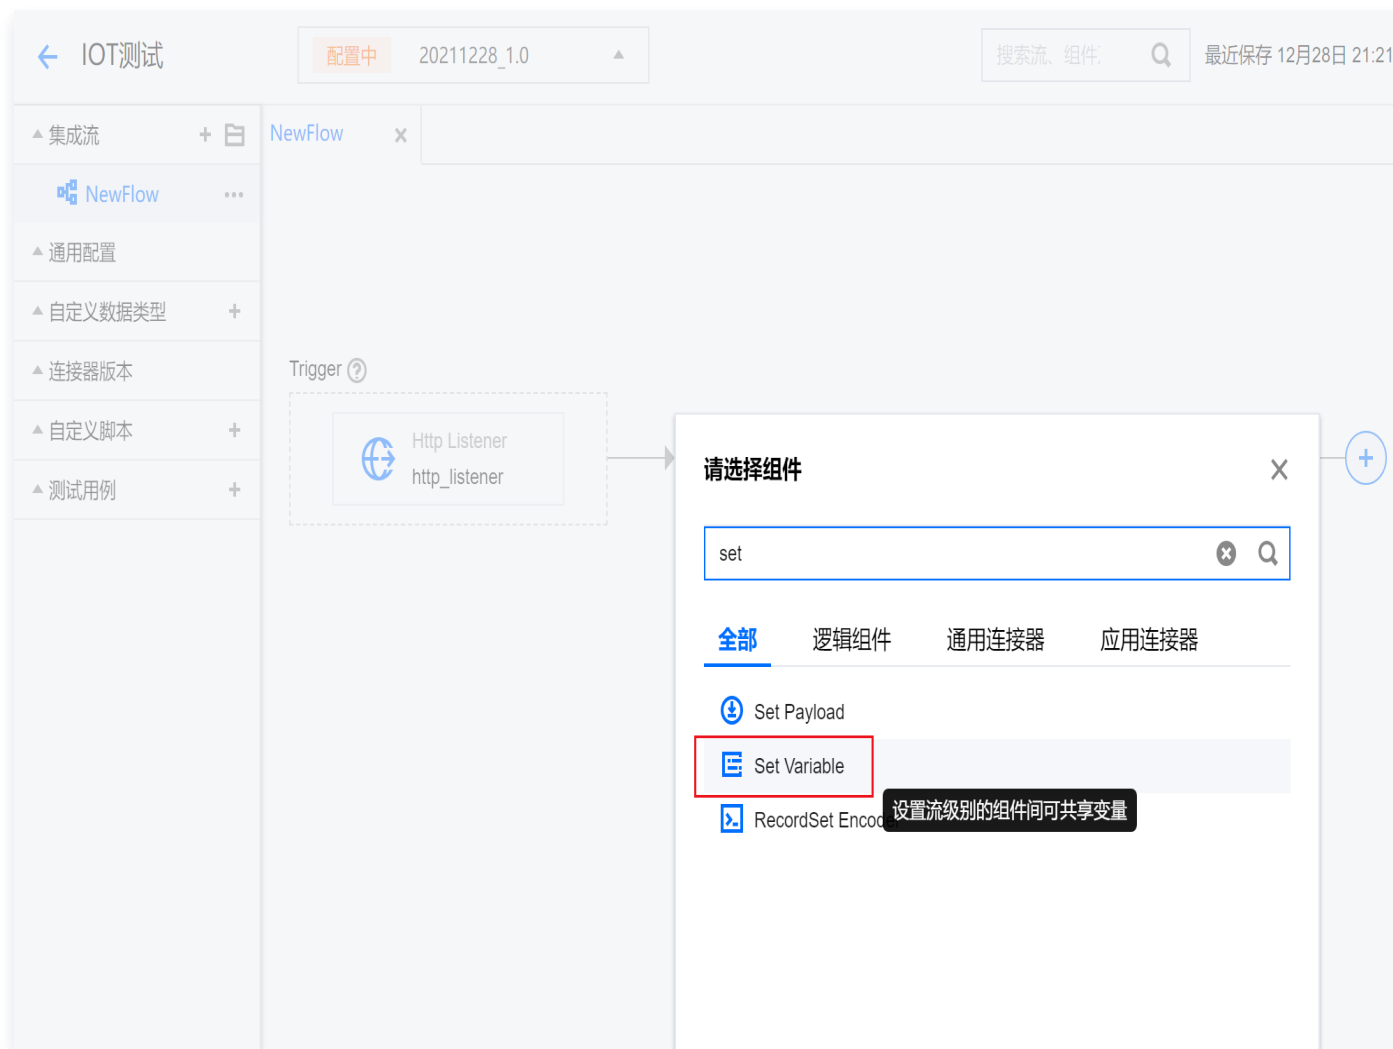 IOT测试
配置中 20211228_1.0
搜索流、组件
最近保存 12月28日 21:21
集成流
NewFlow
NewFlow
通用配置
自定义数据类型
连接器版本
自定义脚本
测试用例
Trigger
Http Listener
http_listener
请选择组件
set
全部 逻辑组件 通用连接器 应用连接器
Set Payload
Set Variable
设置流级别的组件间可共享变量
RecordSet Encoder